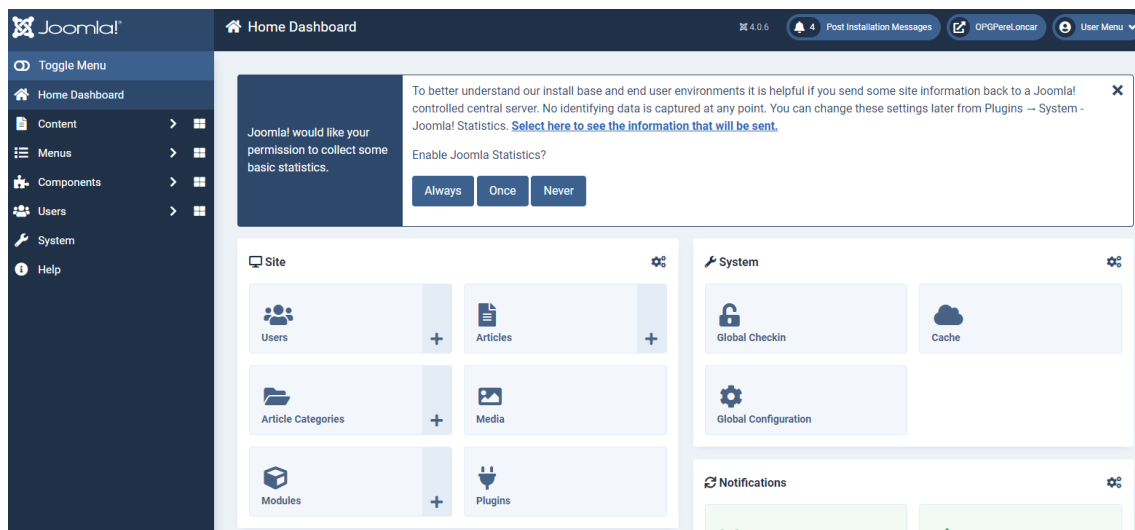 Joomla!®
Home Dashboard
4.0.6
4 Post Installation Messages
OPGPereLoncar
User Menu
Toggle Menu
Home Dashboard
Content
Menus
Components
Users
System
Help
Joomla! would like your
permission to collect some
basic statistics.
To better understand our install base and end user environments it is helpful if you send some site information back to a Joomla!
controlled central server. No identifying data is captured at any point. You can change these settings later from Plugins → System -
Joomla! Statistics. Select here to see the information that will be sent.
Enable Joomla Statistics?
Always
Once
Never
Site
Users
Articles
Article Categories
Media
Modules
Plugins
System
Global Checkin
Cache
Global Configuration
Notifications